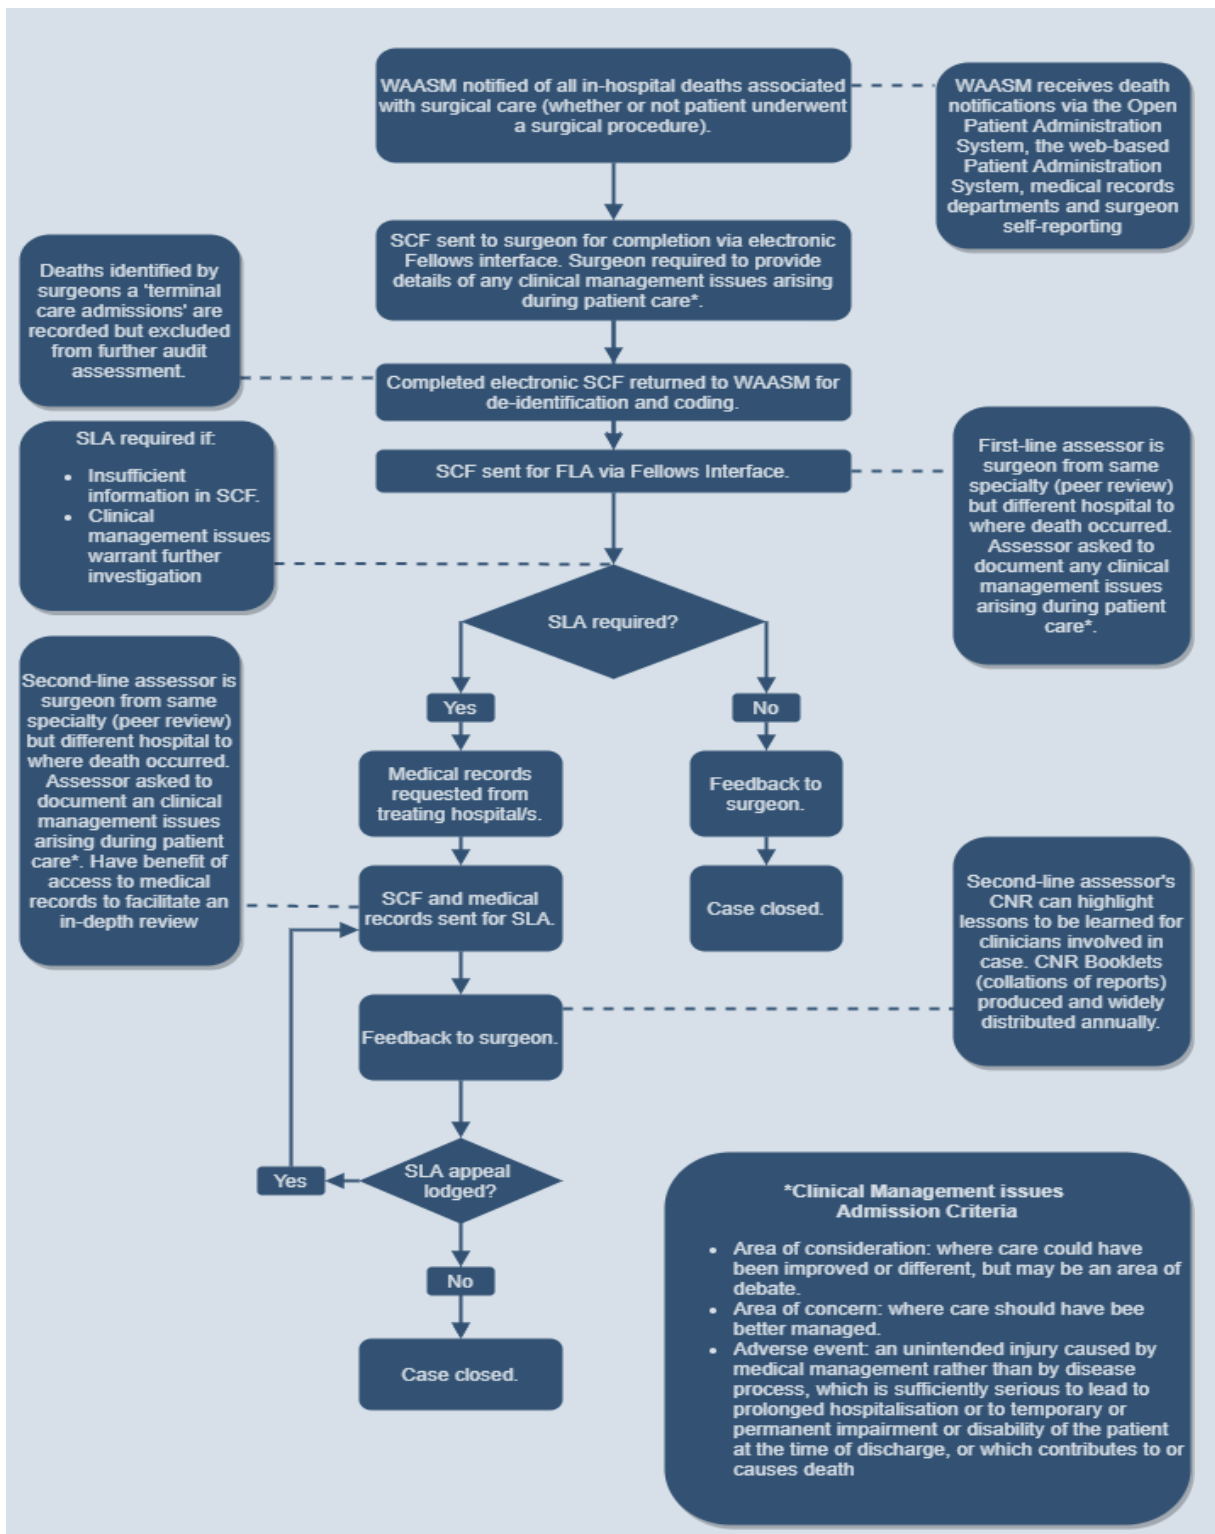 WAASM notified of all in-hospital deaths associated
with surgical care (whether or not patient underwent
a surgical procedure).
WAASM receives death
notifications via the Open
Patient Administration
System, the web-based
Patient Administration
System, medical records
departments and surgeon
self-reporting
SCF sent to surgeon for completion via electronic
Fellows interface. Surgeon required to provide
details of any clinical management issues arising
during patient care*.
Deaths identified by
surgeons a 'terminal
care admissions' are
recorded but excluded
from further audit
assessment.
Completed electronic SCF returned to WAASM for
de-identification and coding.
SLA required if:
• Insufficient
information in SCF.
• Clinical
management issues
warrant further
investigation
SCF sent for FLA via Fellows Interface.
First-line assessor is
surgeon from same
specialty (peer review)
but different hospital to
where death occurred.
Assessor asked to
document any clinical
management issues
arising during patient
care*.
SLA required?
Yes
No
Second-line assessor is
surgeon from same
specialty (peer review)
but different hospital to
where death occurred.
Assessor asked to
document an clinical
management issues
arising during patient
care*. Have benefit of
access to medical
records to facilitate an
in-depth review
Medical records
requested from
treating hospital/s.
Feedback to
surgeon.
SCF and medical
records sent for SLA.
Case closed.
Second-line assessor's
CNR can highlight
lessons to be learned for
clinicians involved in
case. CNR Booklets
(collations of reports)
produced and widely
distributed annually.
Feedback to surgeon.
SLA appeal
lodged?
Yes
No
Case closed.
*Clinical Management issues
Admission Criteria
• Area of consideration: where care could have
been improved or different, but may be an area of
debate.
• Area of concern: where care should have bee
better managed.
• Adverse event: an unintended injury caused by
medical management rather than by disease
process, which is sufficiently serious to lead to
prolonged hospitalisation or to temporary or
permanent impairment or disability of the patient
at the time of discharge, or which contributes to or
causes death